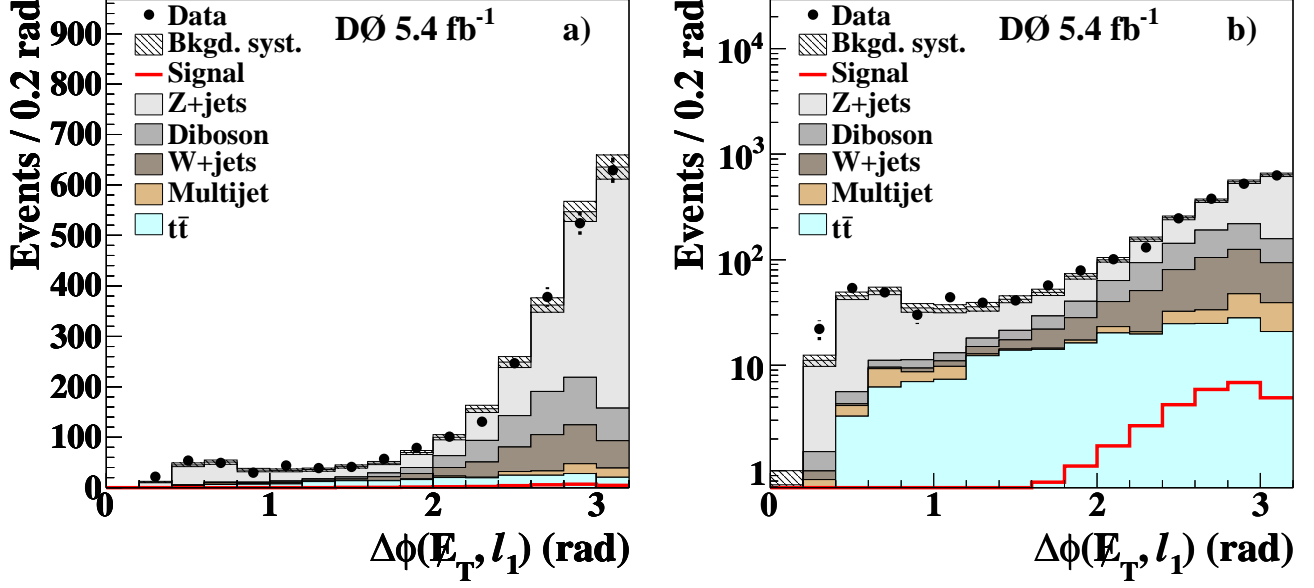 Events / 0.2 rad
900
800
700
600
500
400
300
200
100
0
Data
Bkgd. syst.
Signal
Z+jets
Diboson
W+jets
Multijet
tt̄
DØ 5.4 fb⁻¹
a)
0 1 2 3
Δϕ(E̸_T, l₁) (rad)
Events / 0.2 rad
10⁴
10³
10²
10
1
Data
Bkgd. syst.
Signal
Z+jets
Diboson
W+jets
Multijet
tt̄
DØ 5.4 fb⁻¹
b)
0 1 2 3
Δϕ(E̸_T, l₁) (rad)